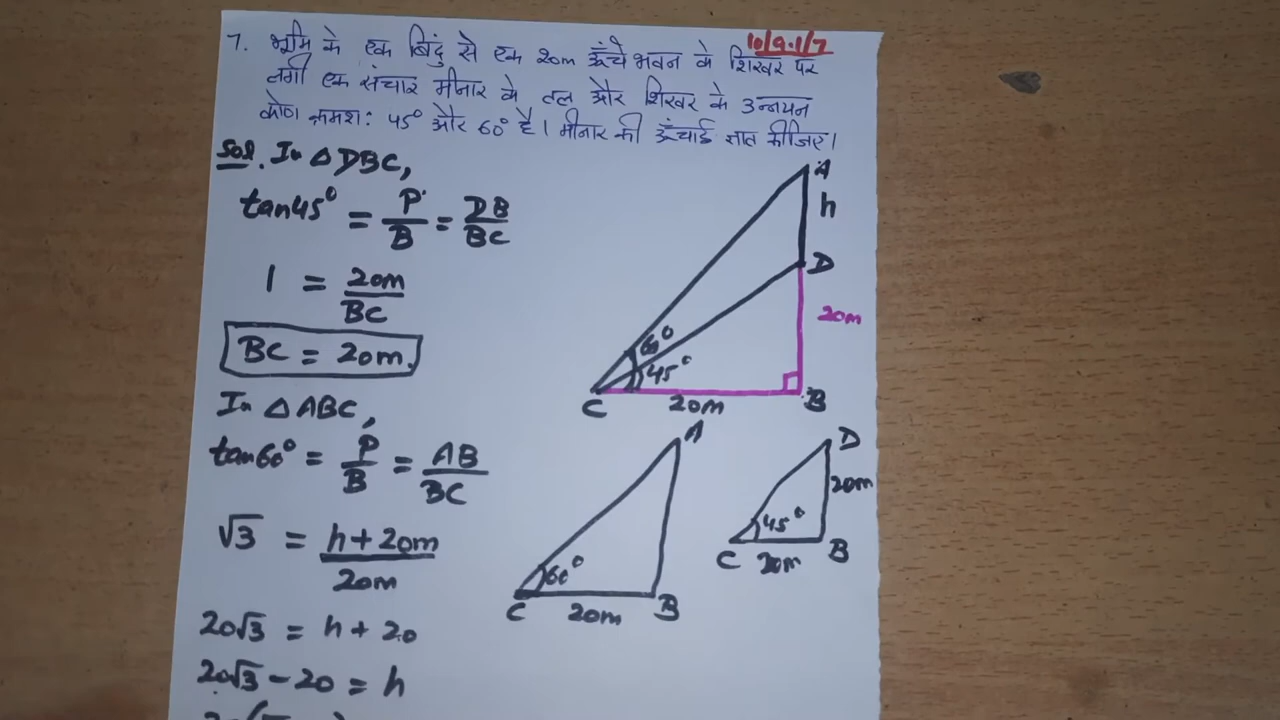 10/9.1/7
7. भूमि के एक बिंदु से एक 20m ऊँचे भवन के शिखर पर
लगी एक संचार मीनार के तल और शिखर के उन्नयन
कोण क्रमश: 45° और 60° है। मीनार की ऊँचाई ज्ञात कीजिए।
Sol. In △DBC,
tan45° = P/B = DB/BC
1 = 20m/BC
BC = 20m.
In △ABC,
tan60° = P/B = AB/BC
√3 = h+20m/20m
20√3 = h+20
20√3-20 = h
A
h
D
20m
60°
45°
C
20m
B
A
60°
C
20m
B
D
20m
45°
C
20m
B